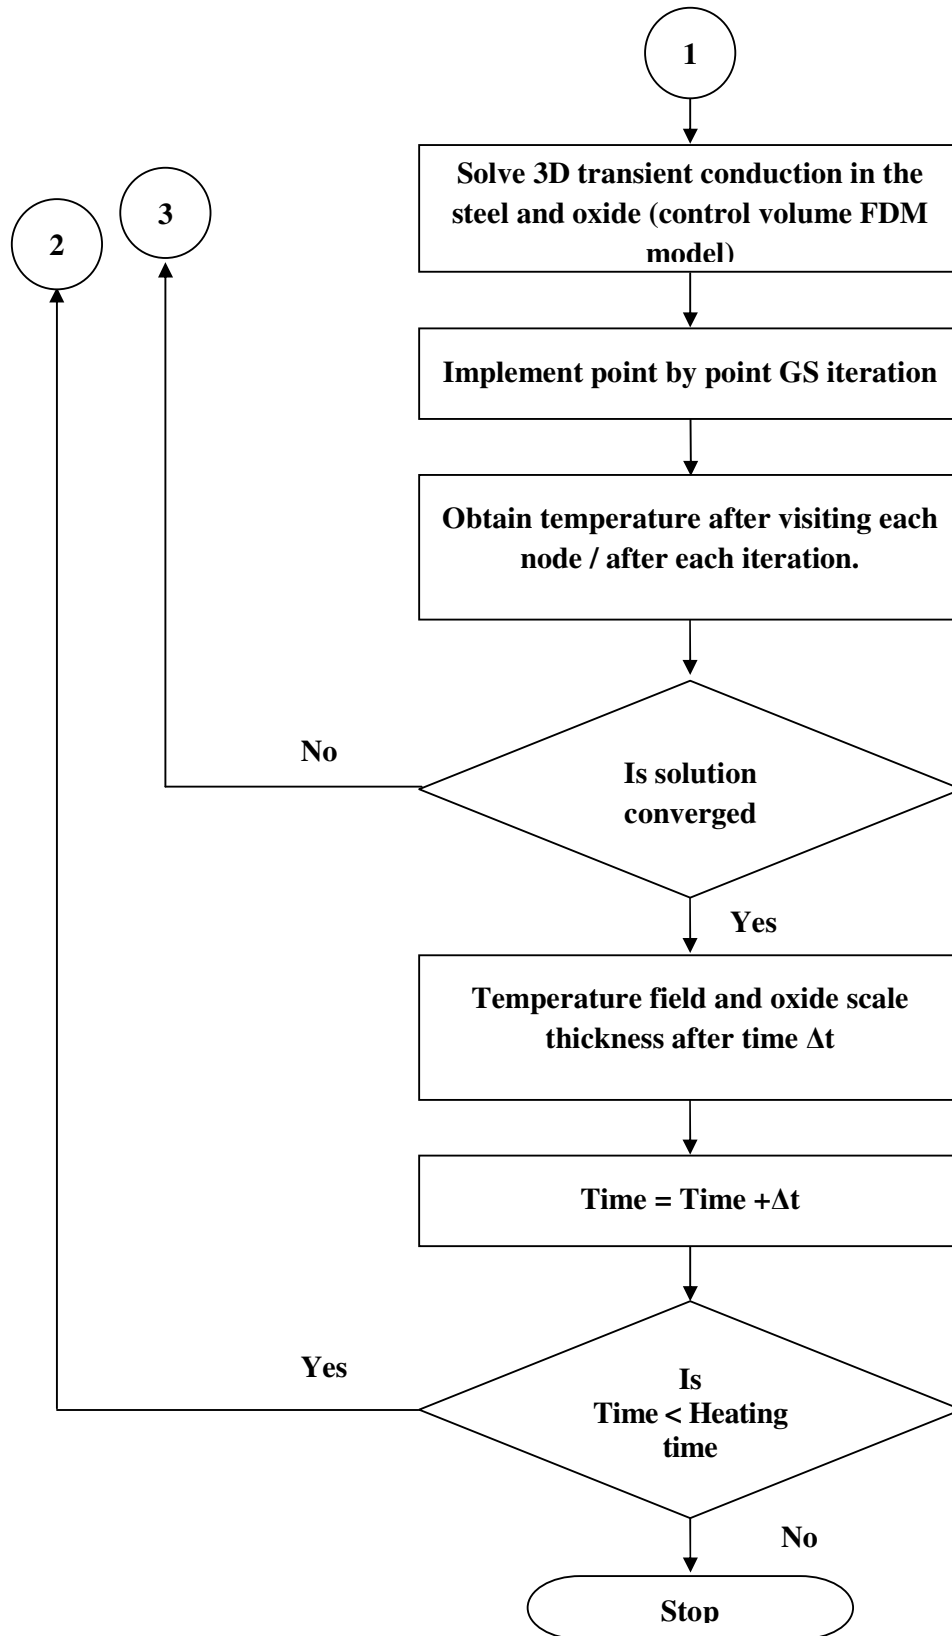 1
Solve 3D transient conduction in the
steel and oxide (control volume FDM
model)
3
2
Implement point by point GS iteration
Obtain temperature after visiting each
node / after each iteration.
No
Is solution
converged
Yes
Temperature field and oxide scale
thickness after time Δt
Time = Time +Δt
Yes
Is
Time < Heating
time
No
Stop